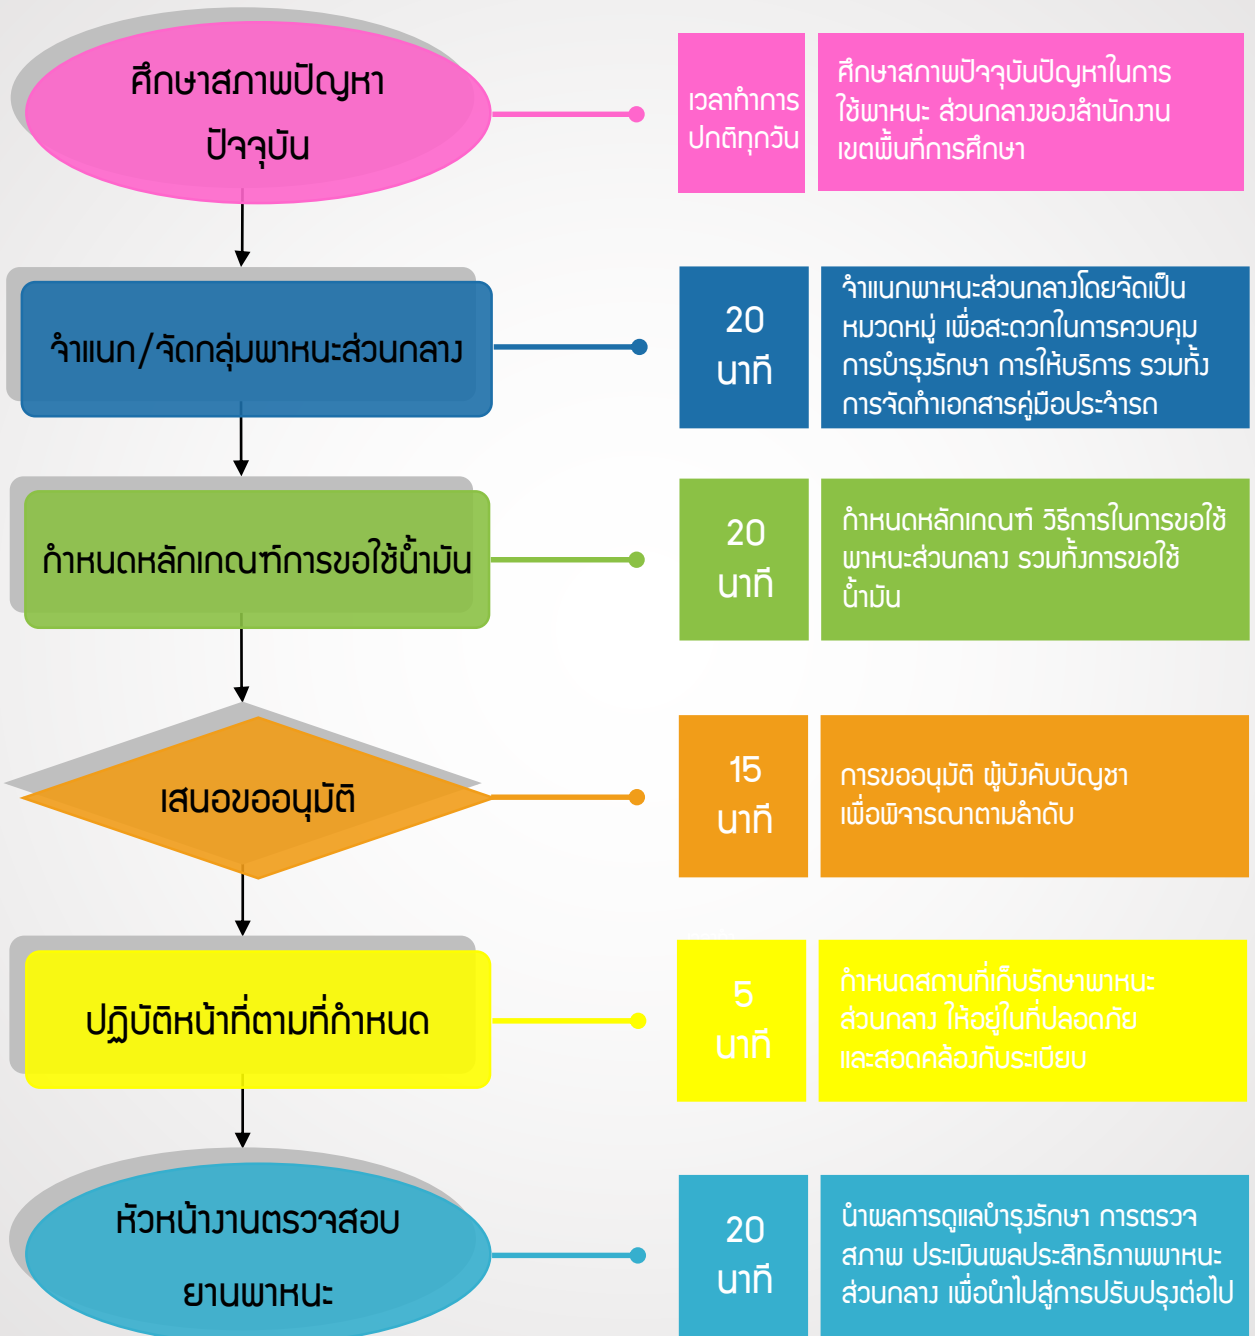 ศึกษาสภาพปัญหา
ปัจจุบัน
เวลาทำการ
ปกติทุกวัน
ศึกษาสภาพปัจจุบันปัญหาในการ
ใช้พาหนะ ส่วนกลางของสำนักงาน
เขตพื้นที่การศึกษา
จำแนก/จัดกลุ่มพาหนะส่วนกลาง
20
นาที
จำแนกพาหนะส่วนกลางโดยจัดเป็น
หมวดหมู่ เพื่อสะดวกในการควบคุม
การบำรุงรักษา การให้บริการ รวมทั้ง
การจัดทำเอกสารคู่มือประจำรถ
กำหนดหลักเกณฑ์การขอใช้น้ำมัน
20
นาที
กำหนดหลักเกณฑ์ วิธีการในการขอใช้
พาหนะส่วนกลาง รวมทั้งการขอใช้
น้ำมัน
เสนอขออนุมัติ
15
นาที
การขออนุมัติ ผู้บังคับบัญชา
เพื่อพิจารณาตามลำดับ
ปฏิบัติหน้าที่ตามที่กำหนด
5
นาที
กำหนดสถานที่เก็บรักษาพาหนะ
ส่วนกลาง ให้อยู่ในที่ปลอดภัย
และสอดคล้องกับระเบียบ
หัวหน้างานตรวจสอบ
ยานพาหนะ
20
นาที
นำผลการดูแลบำรุงรักษา การตรวจ
สภาพ ประเมินผลประสิทธิภาพพาหนะ
ส่วนกลาง เพื่อนำไปสู่การปรับปรุงต่อไป